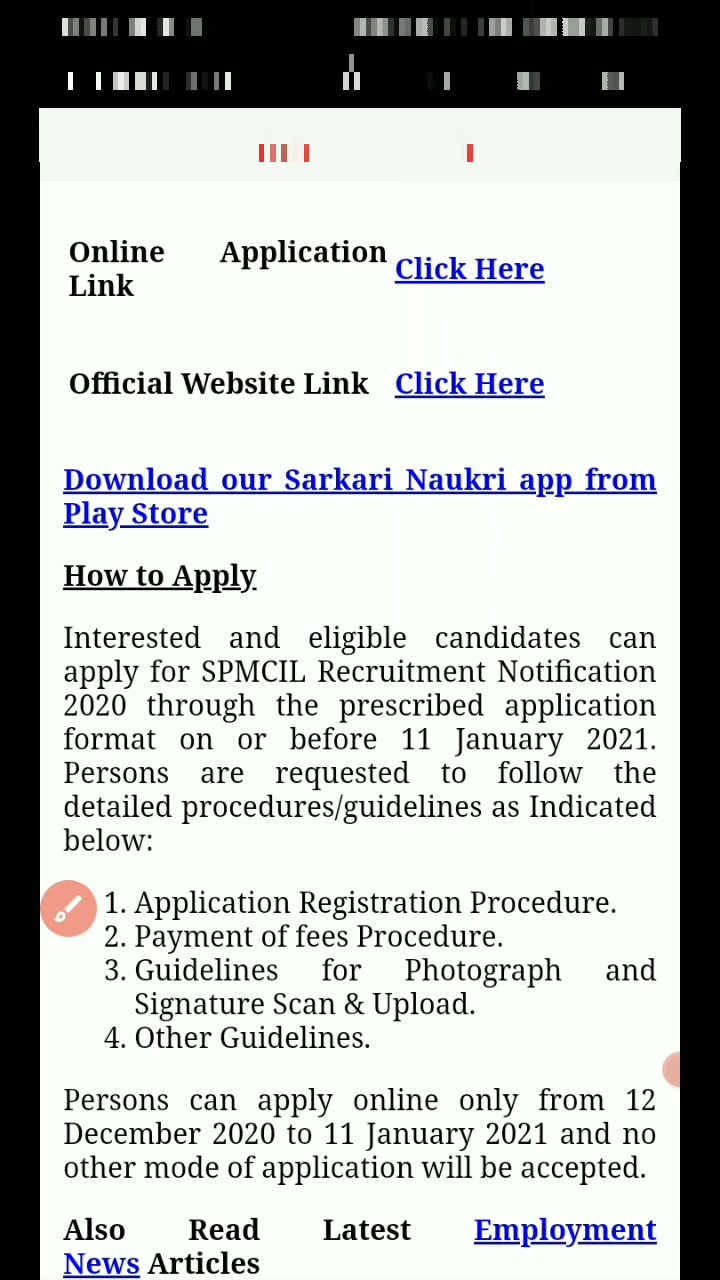 Online Application
Link
Click Here
Official Website Link Click Here
Download our Sarkari Naukri app from
Play Store
How to Apply
Interested and eligible candidates can
apply for SPMCIL Recruitment Notification
2020 through the prescribed application
format on or before 11 January 2021.
Persons are requested to follow the
detailed procedures/guidelines as Indicated
below:
1. Application Registration Procedure.
2. Payment of fees Procedure.
3. Guidelines for Photograph and
Signature Scan & Upload.
4. Other Guidelines.
Persons can apply online only from 12
December 2020 to 11 January 2021 and no
other mode of application will be accepted.
Also Read Latest Employment
News Articles